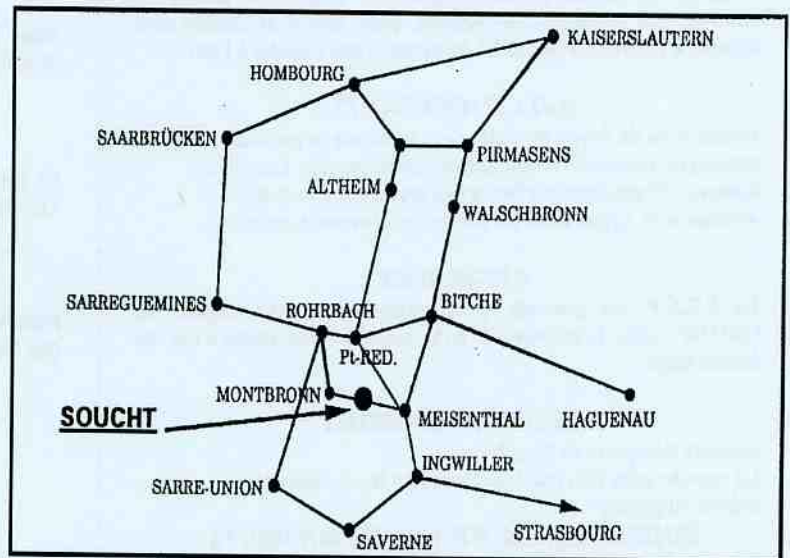 KAISERSLAUTERN
HOMBOURG
SAARBRÜCKEN
PIRMASENS
ALTHEIM
WALSCHBRONN
SARREGUEMINES
ROHRBACH
BITCHE
Pt-RED.
MONTBRONN
SOUCHT
MEISENTHAL
HAGUENAU
INGWILLER
SARRE-UNION
STRASBOURG
SAVERNE